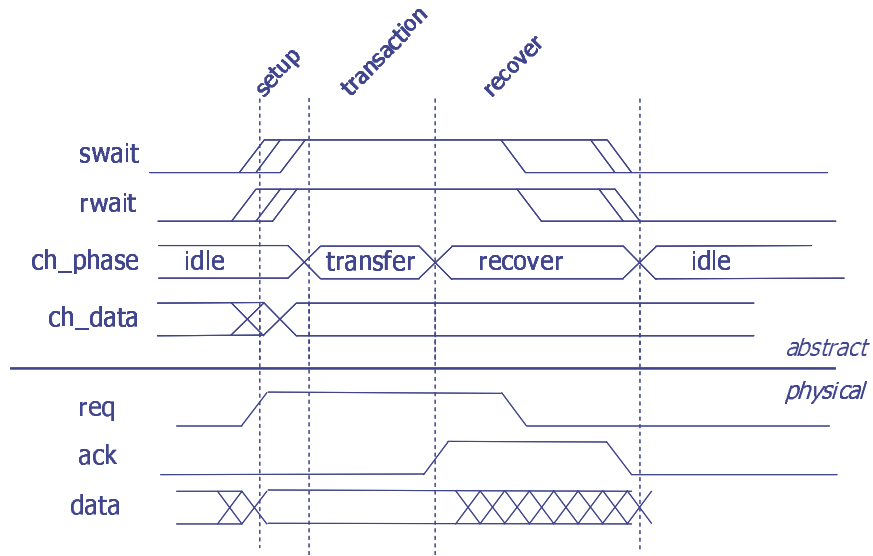 setup transaction recover
swait
rwait
ch_phase idle transfer recover idle
ch_data
abstract
physical
req
ack
data